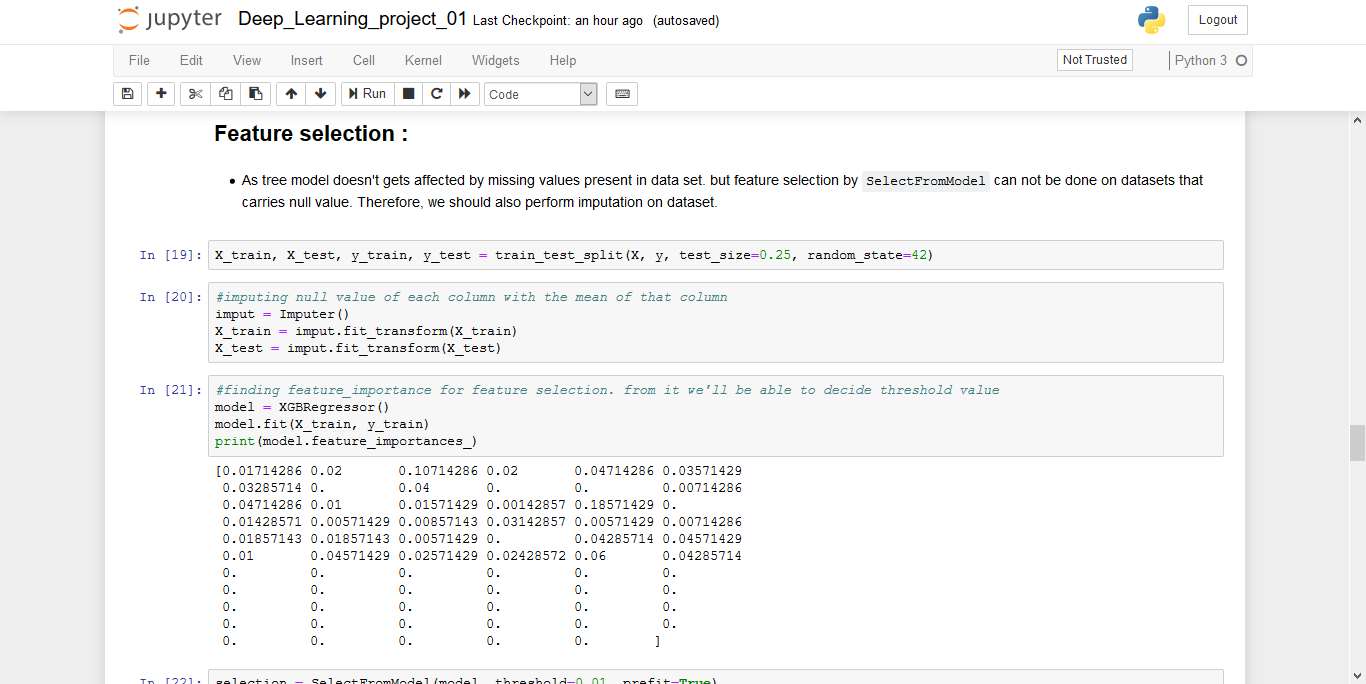 jupyter Deep_Learning_project_01 Last Checkpoint: an hour ago (autosaved) Logout
File Edit View Insert Cell Kernel Widgets Help Not Trusted Python 3
Run Code
Feature selection :
As tree model doesn't gets affected by missing values present in data set. but feature selection by SelectFromModel can not be done on datasets that
carries null value. Therefore, we should also perform imputation on dataset.
In [19]: X_train, X_test, y_train, y_test = train_test_split(X, y, test_size=0.25, random_state=42)
In [20]: #imputing null value of each column with the mean of that column
imput = Imputer()
X_train = imput.fit_transform(X_train)
X_test = imput.fit_transform(X_test)
In [21]: #finding feature_importance for feature selection. from it we'll be able to decide threshold value
model = XGBRegressor()
model.fit(X_train, y_train)
print(model.feature_importances_)
[0.01714286 0.02 0.10714286 0.02 0.04714286 0.03571429
0.03285714 0. 0.04 0. 0. 0.00714286
0.04714286 0.01 0.01571429 0.00142857 0.18571429 0.
0.01428571 0.00571429 0.00857143 0.03142857 0.00571429 0.00714286
0.01857143 0.01857143 0.00571429 0. 0.04285714 0.04571429
0.01 0.04571429 0.02571429 0.02428572 0.06 0.04285714
0. 0. 0. 0. 0. 0.
0. 0. 0. 0. 0. 0.
0. 0. 0. 0. 0. 0.
0. 0. 0. 0. 0. 0.
0. 0. 0. 0. 0. ]
In [22]: selection = SelectFromModel(model, threshold=0.01, prefit=True)